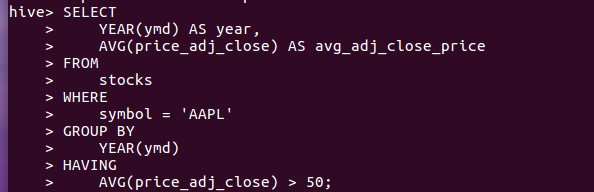 hive> SELECT
    >     YEAR(ymd) AS year,
    >     AVG(price_adj_close) AS avg_adj_close_price
    > FROM
    >     stocks
    > WHERE
    >     symbol = 'AAPL'
    > GROUP BY
    >     YEAR(ymd)
    > HAVING
    >     AVG(price_adj_close) > 50;